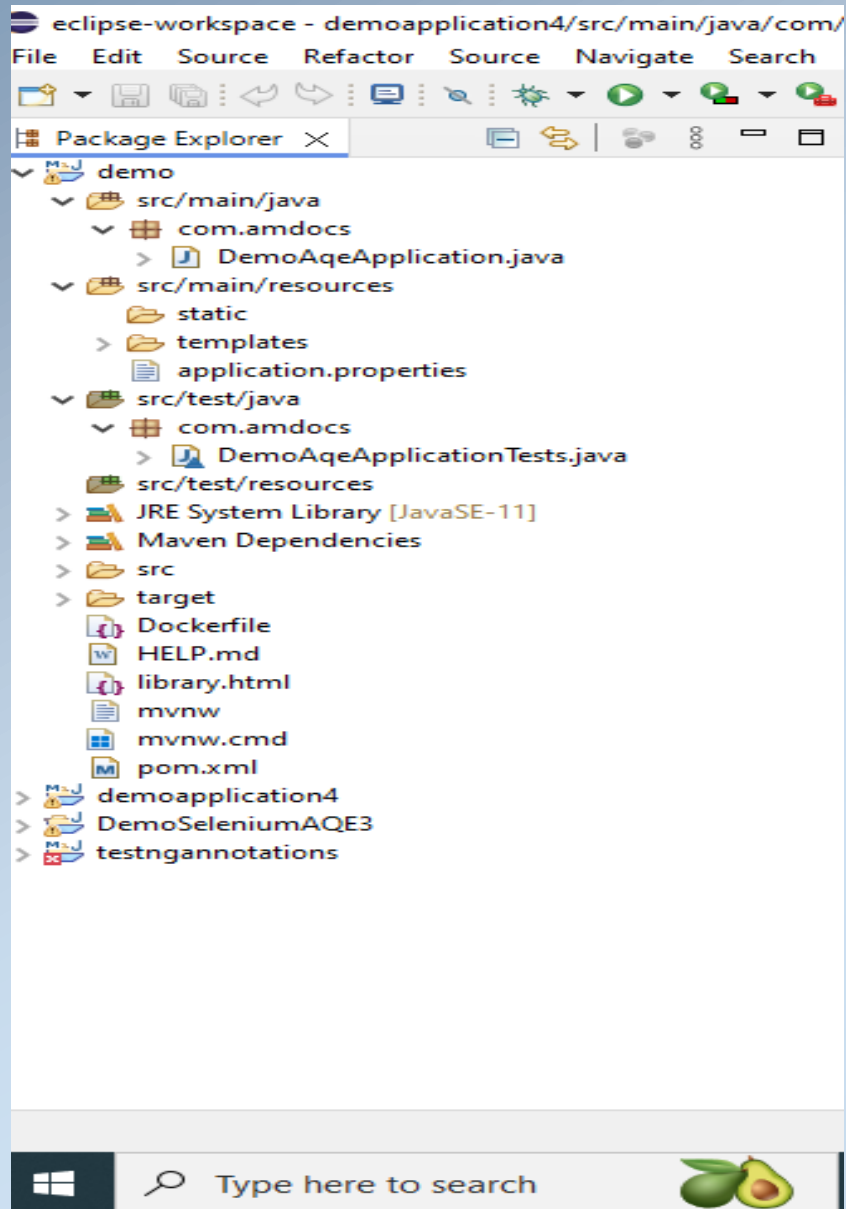 eclipse-workspace - demoapplication4/src/main/java/com/
File Edit Source Refactor Source Navigate Search
Package Explorer
demo
src/main/java
com.amdocs
DemoAqeApplication.java
src/main/resources
static
templates
application.properties
src/test/java
com.amdocs
DemoAqeApplicationTests.java
src/test/resources
JRE System Library [JavaSE-11]
Maven Dependencies
src
target
Dockerfile
HELP.md
library.html
mvnw
mvnw.cmd
pom.xml
demoapplication4
DemoSeleniumAQE3
testngannotations
Type here to search